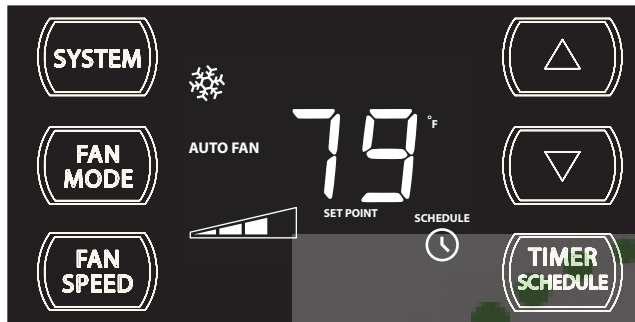 SYSTEM
FAN MODE
FAN SPEED
AUTO FAN
79 °F
SET POINT
SCHEDULE
TIMER
SCHEDULE